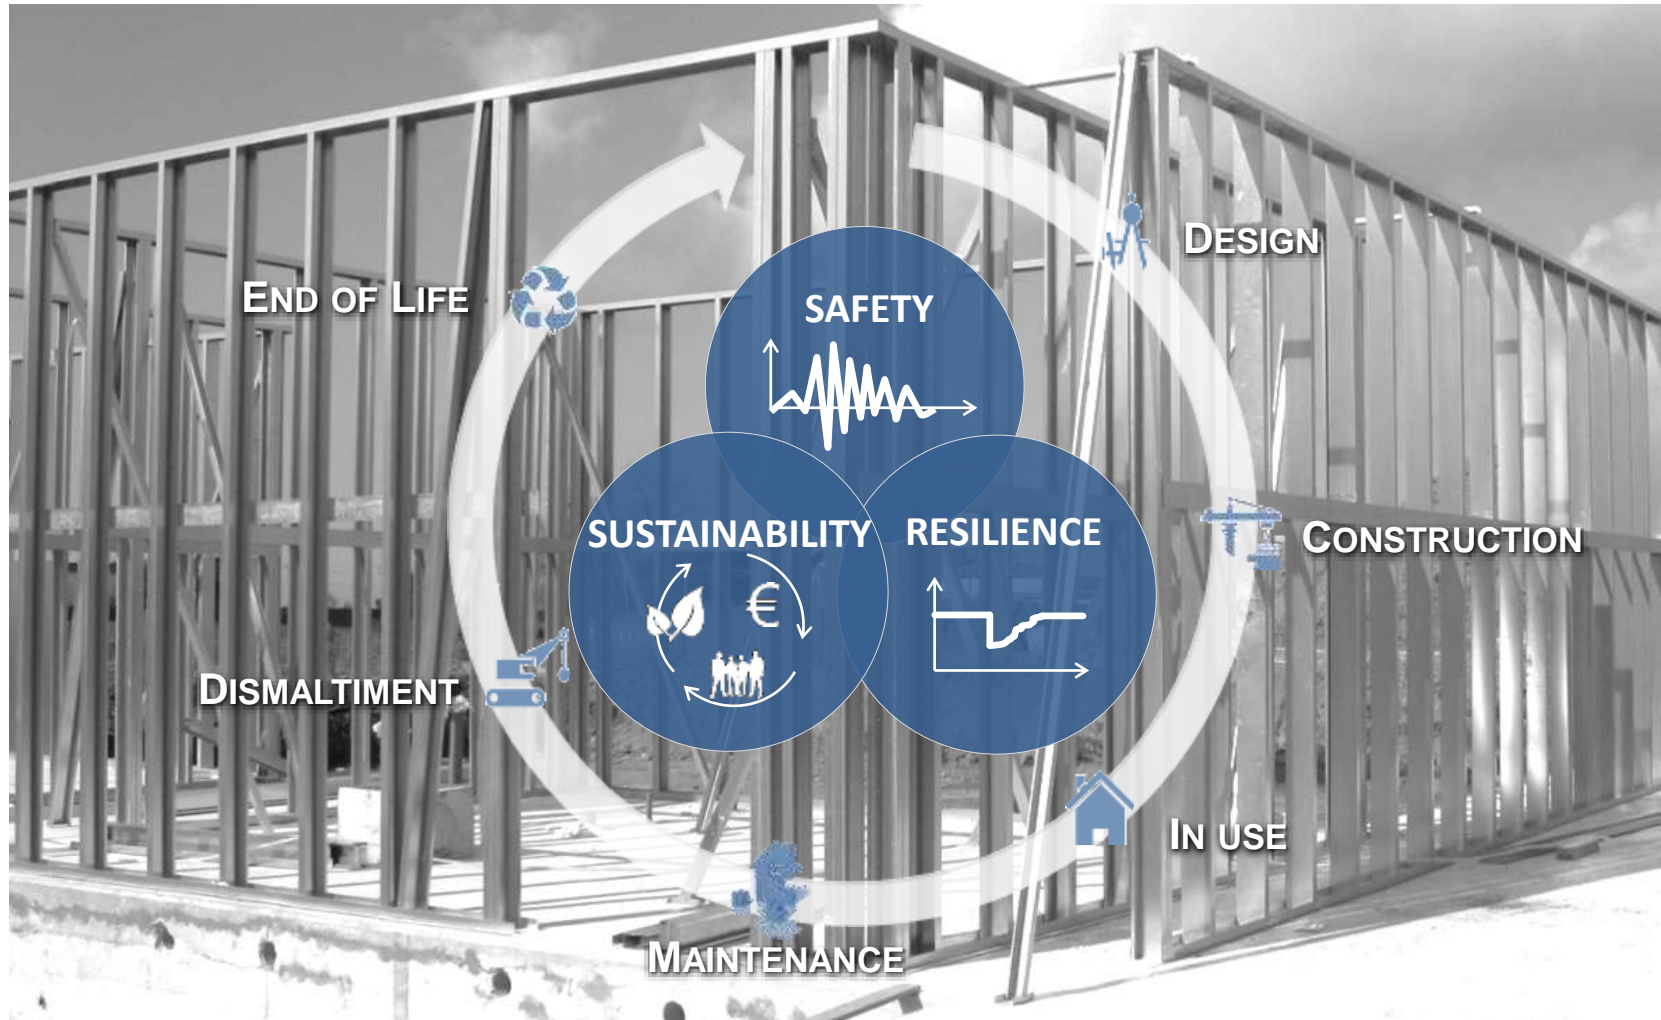 DESIGN
END OF LIFE
SAFETY
SUSTAINABILITY
RESILIENCE
CONSTRUCTION
€
DISMALTIMENT
IN USE
MAINTENANCE